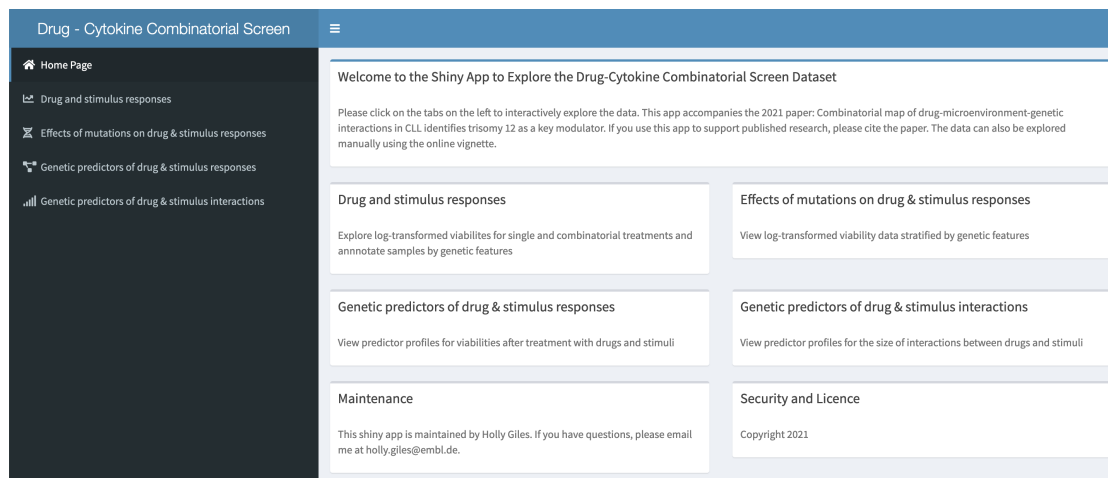 Drug - Cytokine Combinatorial Screen
Home Page
Drug and stimulus responses
Effects of mutations on drug & stimulus responses
Genetic predictors of drug & stimulus responses
Genetic predictors of drug & stimulus interactions
Welcome to the Shiny App to Explore the Drug-Cytokine Combinatorial Screen Dataset
Please click on the tabs on the left to interactively explore the data. This app accompanies the 2021 paper: Combinatorial map of drug-microenvironment-genetic
interactions in CLL identifies trisomy 12 as a key modulator. If you use this app to support published research, please cite the paper. The data can also be explored
manually using the online vignette.
Drug and stimulus responses
Explore log-transformed viabilites for single and combinatorial treatments and
annnotate samples by genetic features
Effects of mutations on drug & stimulus responses
View log-transformed viability data stratified by genetic features
Genetic predictors of drug & stimulus responses
View predictor profiles for viabilities after treatment with drugs and stimuli
Genetic predictors of drug & stimulus interactions
View predictor profiles for the size of interactions between drugs and stimuli
Maintenance
This shiny app is maintained by Holly Giles. If you have questions, please email
me at holly.giles@embl.de.
Security and Licence
Copyright 2021